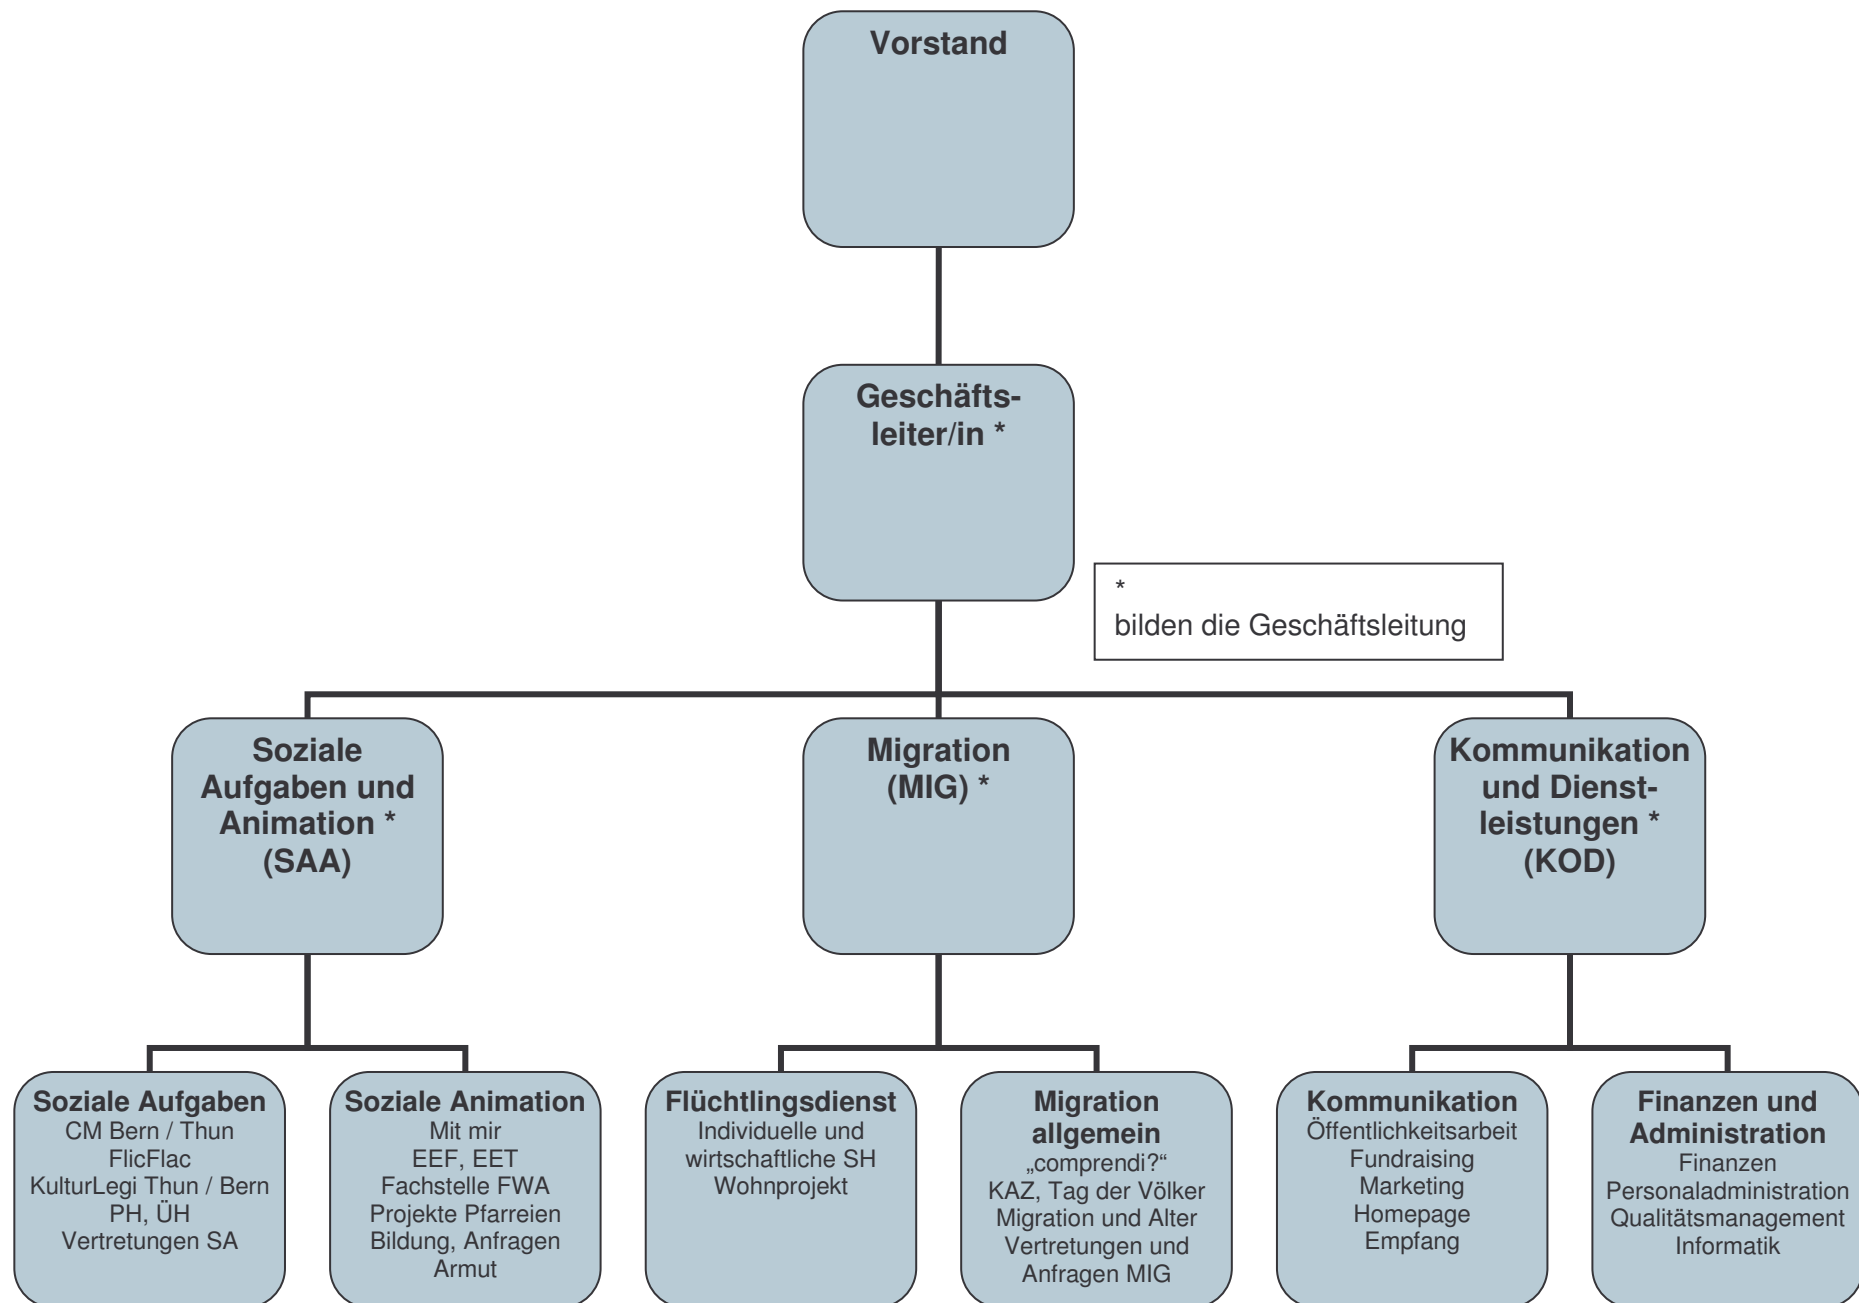 Vorstand
Geschäfts-
leiter/in *
*
bilden die Geschäftsleitung
Soziale
Aufgaben und
Animation *
(SAA)
Migration
(MIG) *
Kommunikation
und Dienst-
leistungen *
(KOD)
Soziale Aufgaben
CM Bern / Thun
FlicFlac
KulturLegi Thun / Bern
PH, ÜH
Vertretungen SA
Soziale Animation
Mit mir
EEF, EET
Fachstelle FWA
Projekte Pfarreien
Bildung, Anfragen
Armut
Flüchtlingsdienst
Individuelle und
wirtschaftliche SH
Wohnprojekt
Migration
allgemein
„comprendi?“
KAZ, Tag der Völker
Migration und Alter
Vertretungen und
Anfragen MIG
Kommunikation
Öffentlichkeitsarbeit
Fundraising
Marketing
Homepage
Empfang
Finanzen und
Administration
Finanzen
Personaladministration
Qualitätsmanagement
Informatik